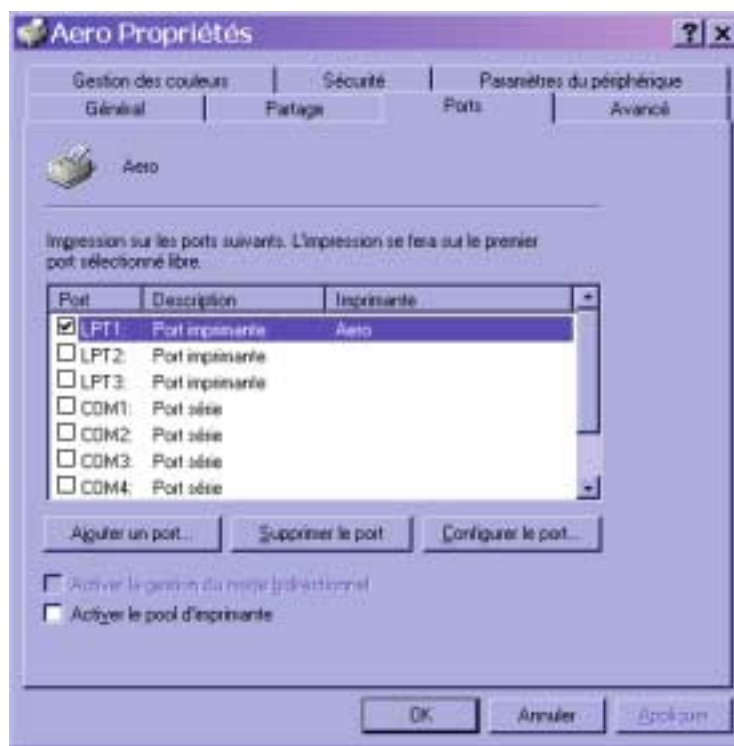 Aero Propriétés
Gestion des couleurs Sécurité Paramètres du périphérique
Général Partage Ports Avancé
Aero
Impression sur les ports suivants. L'impression se fera sur le premier
port sélectionné libre.
Port Description Imprimante
LPT1: Port imprimante Aero
LPT2: Port imprimante
LPT3: Port imprimante
COM1: Port série
COM2: Port série
COM3: Port série
COM4: Port série
Ajouter un port... Supprimer le port Configurer le port...
Activer la gestion du mode bidirectionnel
Activer le pool d'imprimante
OK Annuler Appliquer